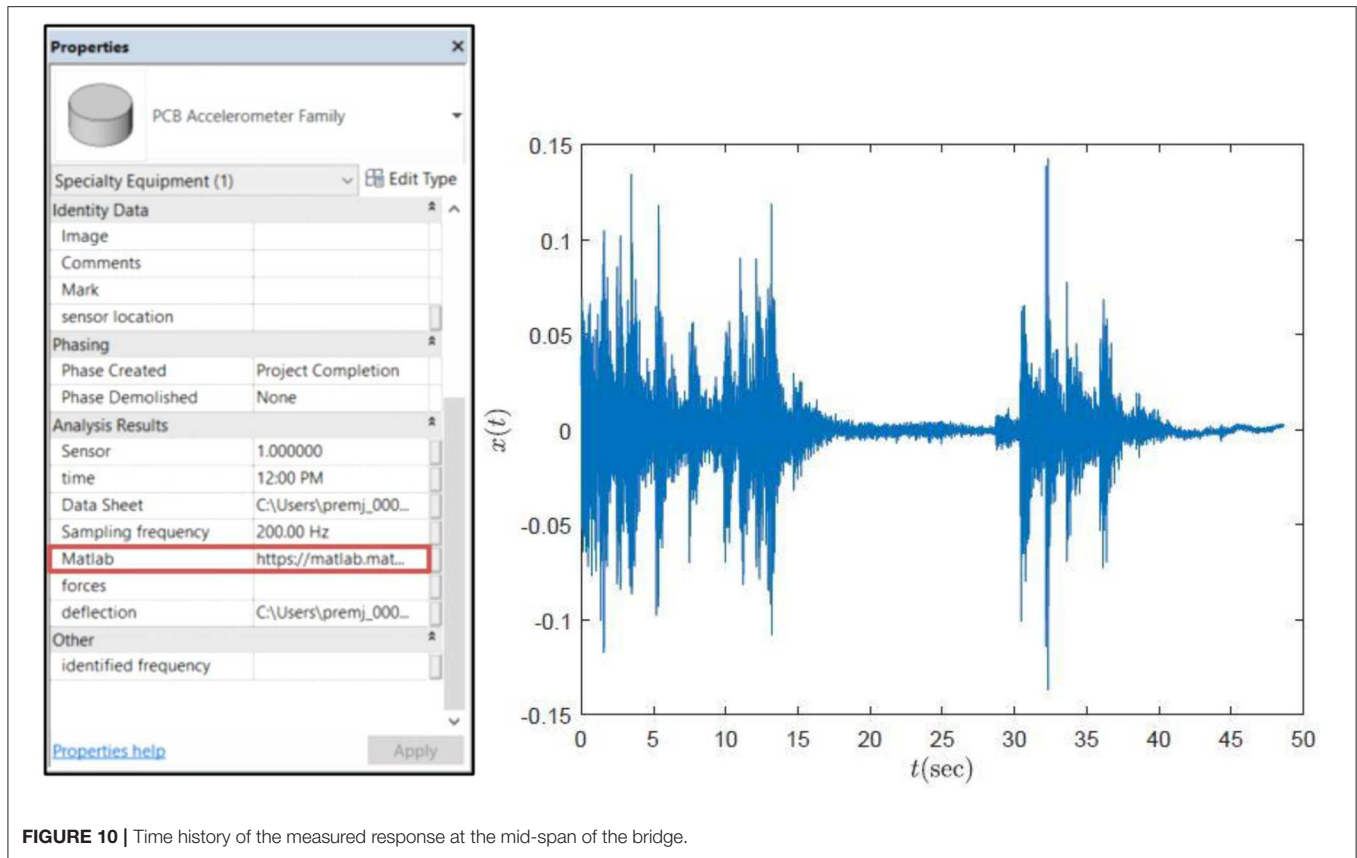 Properties
PCB Accelerometer Family
Specialty Equipment (1)
Edit Type
Identity Data
Image
Comments
Mark
sensor location
Phasing
Phase Created Project Completion
Phase Demolished None
Analysis Results
Sensor 1.000000
time 12:00 PM
Data Sheet C:\Users\premj_000...
Sampling frequency 200.00 Hz
Matlab https://matlab.mat...
forces
deflection C:\Users\premj_000...
Other
identified frequency
Properties help Apply
0.15
0.1
0.05
0
-0.05
-0.1
-0.15
x(t)
0 5 10 15 20 25 30 35 40 45 50
t(sec)
FIGURE 10 | Time history of the measured response at the mid-span of the bridge.